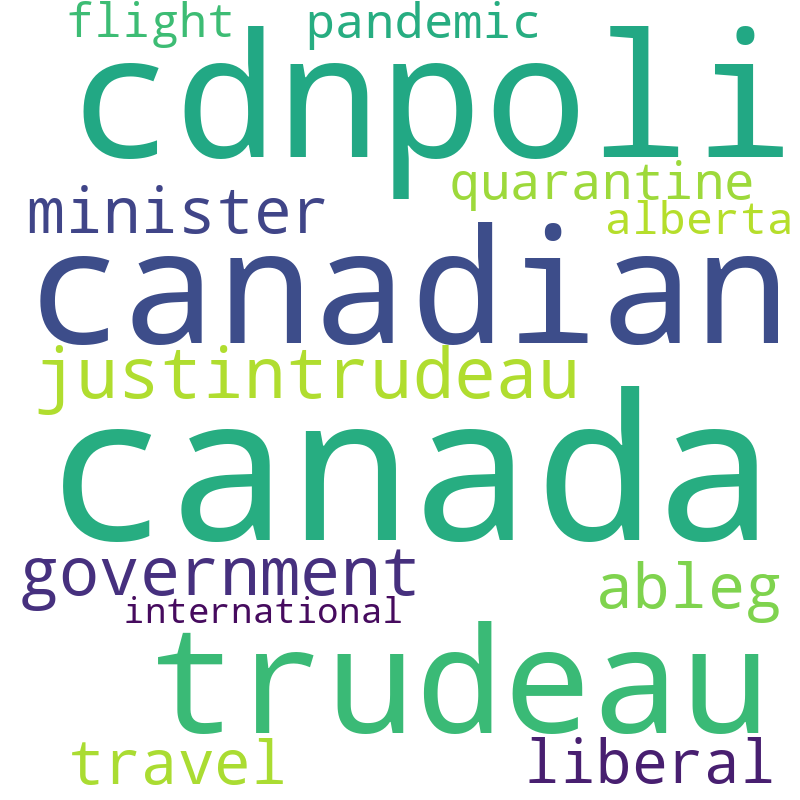 flight pandemic
cdnpoli
quarantine
minister alberta
canadian
justintrudeau
canada
government ableg
international
trudeau
travel liberal